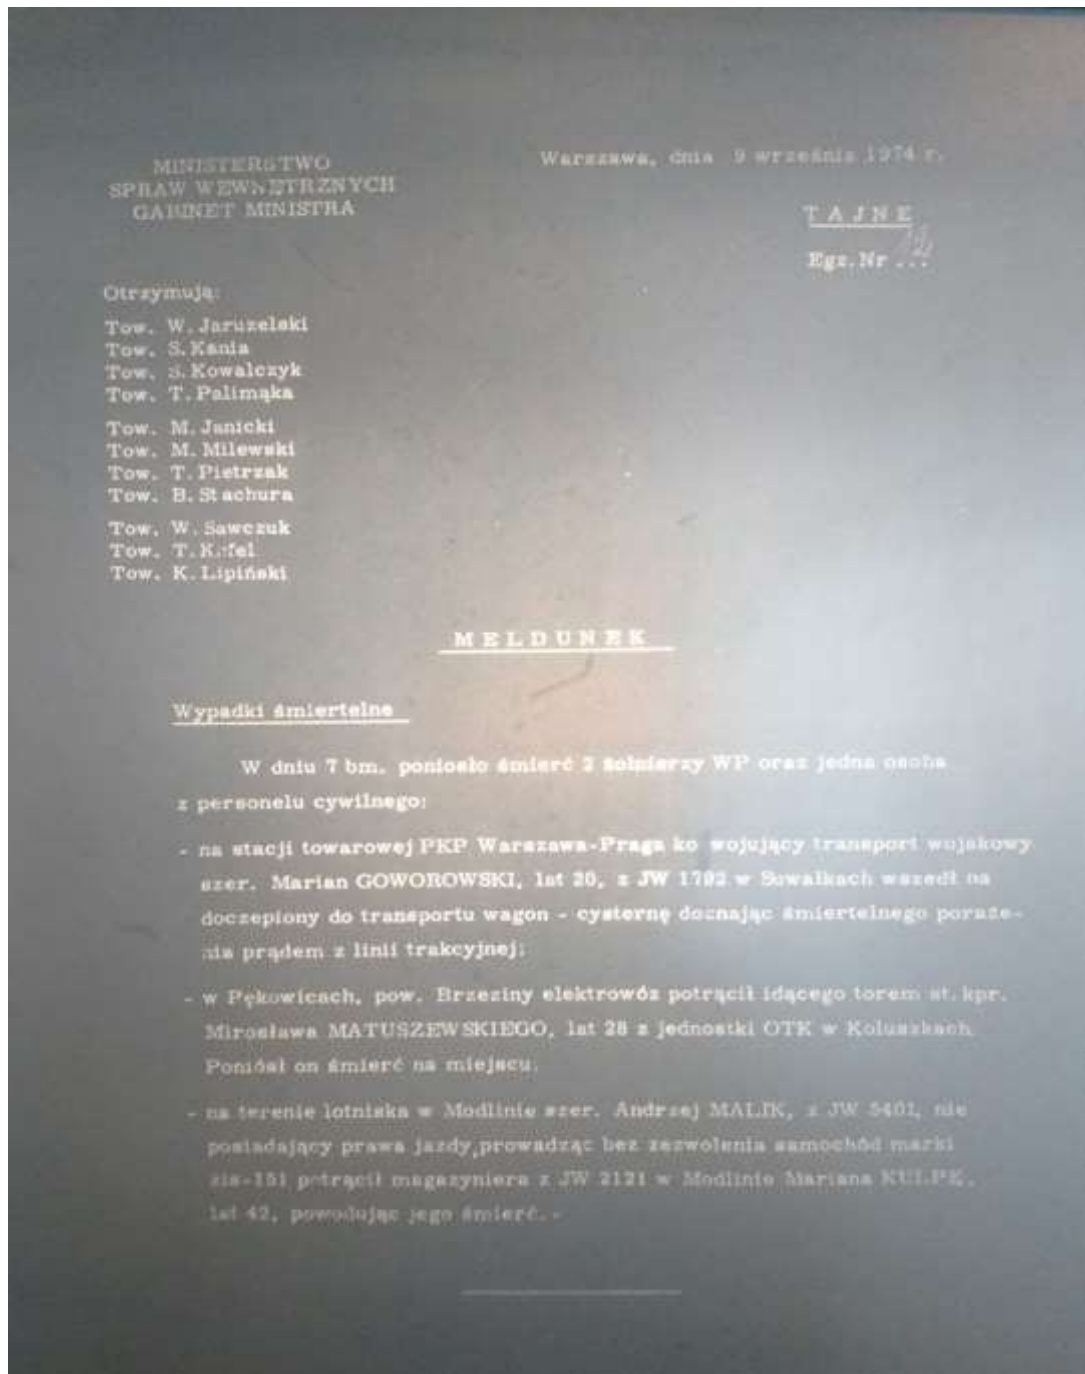 MINISTERSTWO
SPRAW WEWNĘTRZNYCH
GABINET MINISTRA
Warszawa, dnia 9 września 1974 r.
TAJNE
Egz. Nr ...
Otrzymują:
Tow. W. Jaruzelski
Tow. S. Kania
Tow. S. Kowalczyk
Tow. T. Palimąka
Tow. M. Janicki
Tow. M. Milewski
Tow. T. Pietrzak
Tow. B. Stachura
Tow. W. Sawczuk
Tow. T.
Tow. K. Lipiński
MELDUNEK
Wypadki śmiertelne
W dniu 7 bm. poniosło śmierć 2 żołnierzy WP oraz jedna osoba
z personelu cywilnego:
- na stacji towarowej PKP Warszawa-Praga ko wojujący transport wojskowy
szer. Marian GOWOROWSKI, lat 20, z JW 1792 w Suwałkach wszedł na
doczepiony do transportu wagon - cysternę doznając śmiertelnego poraże-
nia prądem z linii trakcyjnej;
- w Pękowicach, pow. Brzeziny elektrowóz potrącił idącego torem st. kpr.
Mirosława MATUSZEWSKIEGO, lat 28 z jednostki OTK w Koluszkach.
Poniósł on śmierć na miejscu;
- na terenie lotniska w Modlinie szer. Andrzej MALIK, z JW 5401, nie
posiadający prawa jazdy, prowadząc bez zezwolenia samochód marki
zis-151 potrącił magazyniera z JW 2121 w Modlinie Mariana KULPĘ,
lat 42, powodując jego śmierć. -